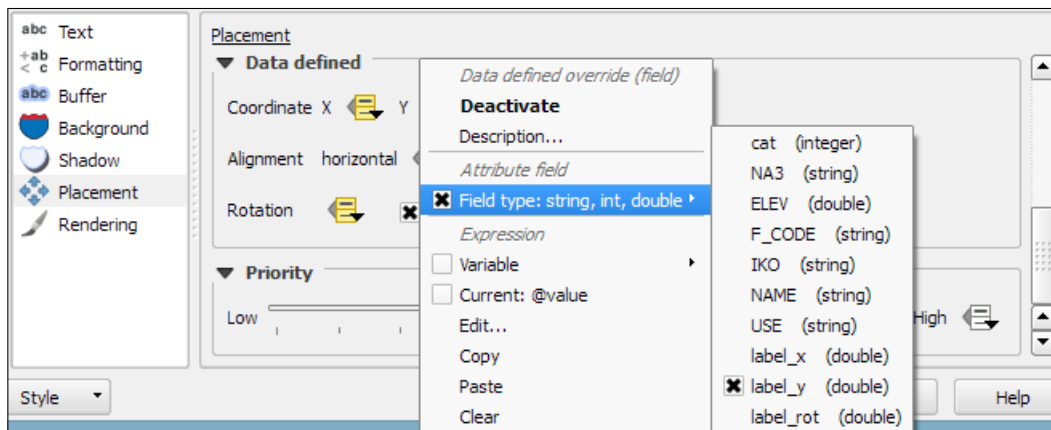 abc Text
+ab
< c Formatting
abc Buffer
Background
Shadow
Placement
Rendering
Placement
Data defined
Coordinate X Y
Alignment horizontal
Rotation
Priority
Low
High
Data defined override (field)
Deactivate
Description...
Attribute field
Field type: string, int, double
Expression
Variable
Current: @value
Edit...
Copy
Paste
Clear
cat (integer)
NA3 (string)
ELEV (double)
F_CODE (string)
IKO (string)
NAME (string)
USE (string)
label_x (double)
label_y (double)
label_rot (double)
Style
Help